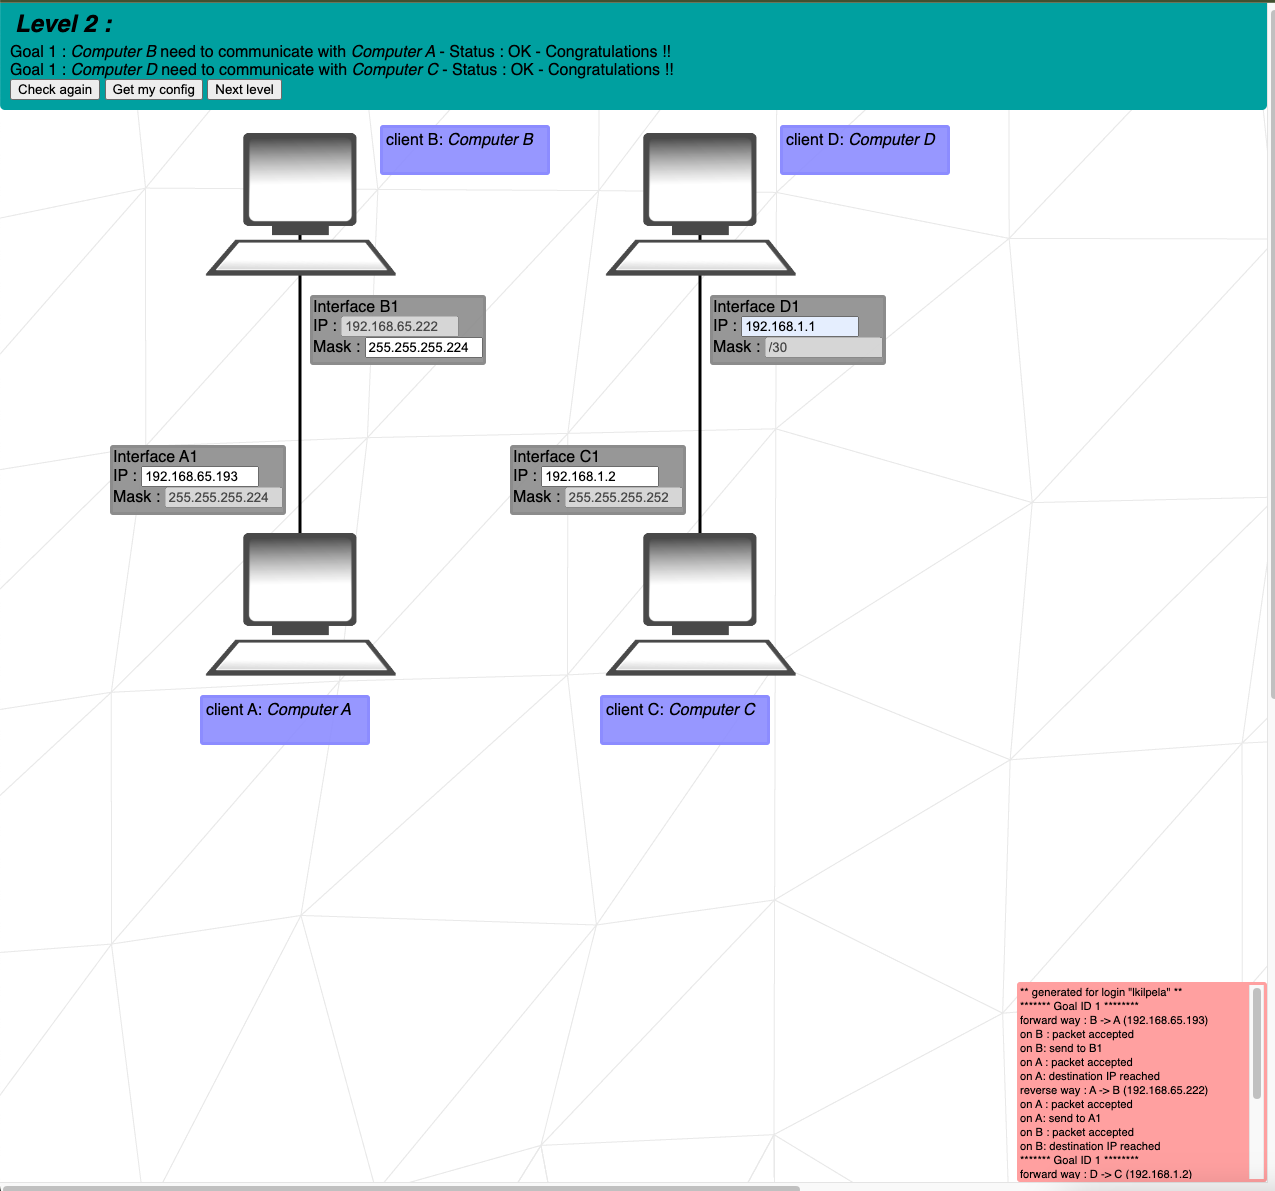 Level 2 :
Goal 1 : Computer B need to communicate with Computer A - Status : OK - Congratulations !!
Goal 1 : Computer D need to communicate with Computer C - Status : OK - Congratulations !!
Check again Get my config Next level
client B: Computer B
client D: Computer D
Interface B1
IP : 192.168.65.222
Mask : 255.255.255.224
Interface D1
IP : 192.168.1.1
Mask : /30
Interface A1
IP : 192.168.65.193
Mask : 255.255.255.224
Interface C1
IP : 192.168.1.2
Mask : 255.255.255.252
client A: Computer A
client C: Computer C
** generated for login "lkilpela" **
******* Goal ID 1 ********
forward way : B -> A (192.168.65.193)
on B : packet accepted
on B: send to B1
on A : packet accepted
on A: destination IP reached
reverse way : A -> B (192.168.65.222)
on A : packet accepted
on A: send to A1
on B : packet accepted
on B: destination IP reached
******* Goal ID 1 ********
forward way : D -> C (192.168.1.2)